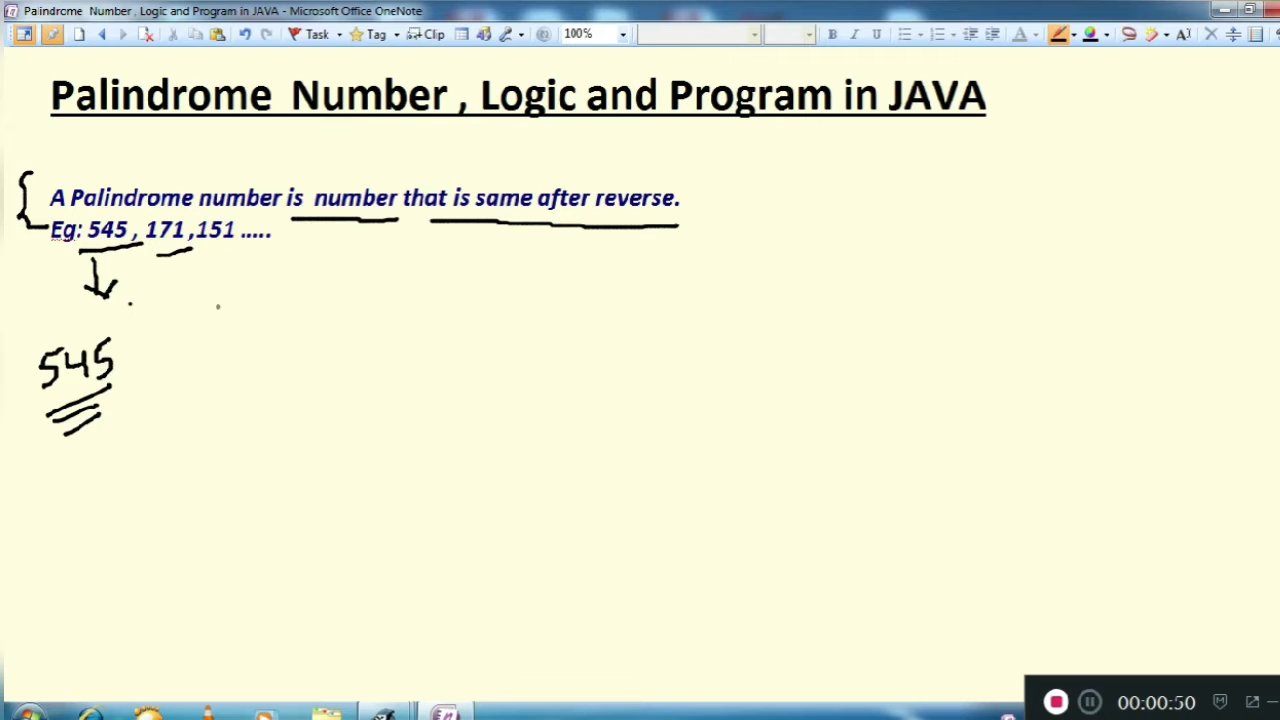 Palindrome Number , Logic and Program in JAVA - Microsoft Office OneNote
Task Tag Clip 100% B I U A A
Palindrome Number , Logic and Program in JAVA
A Palindrome number is number that is same after reverse.
Eg: 545 , 171 ,151 .....
545
00:00:50